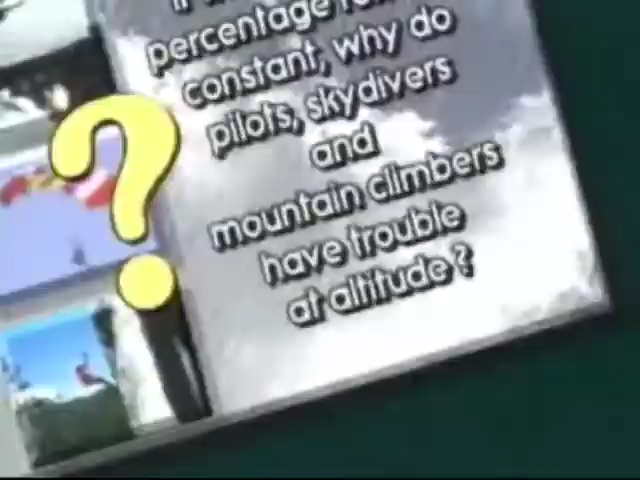 percentage
constant, why do
pilots, skydivers
and
mountain climbers
have trouble
at altitude ?
?